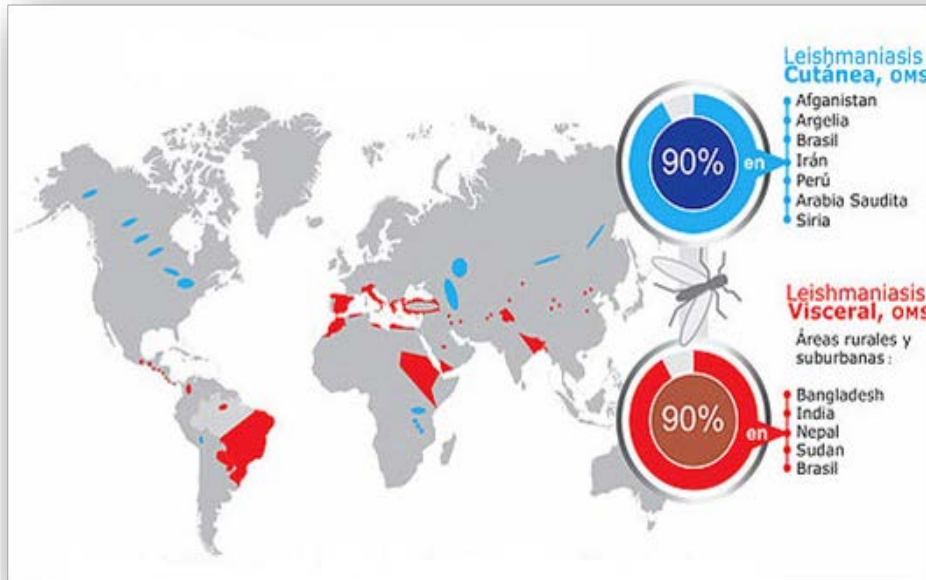 Leishmaniasis
Cutánea, OMS
Afganistan
Argelia
Brasil
Irán
Perú
Arabia Saudita
Siria
90%
en
Leishmaniasis
Visceral, OMS
Áreas rurales y
suburbanas :
Bangladesh
India
Nepal
Sudan
Brasil
90%
en